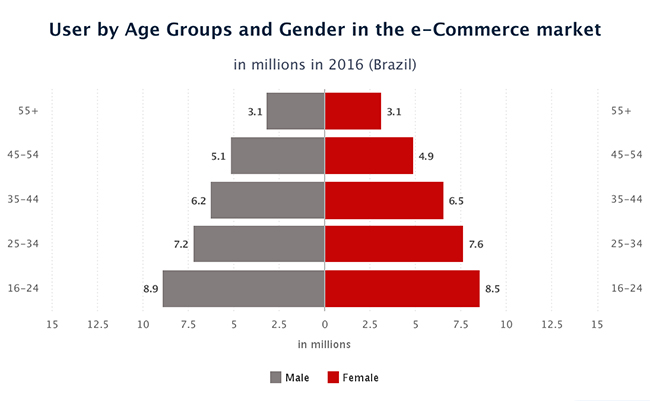 User by Age Groups and Gender in the e-Commerce market
in millions in 2016 (Brazil)
55+ 3.1 3.1 55+
45-54 5.1 4.9 45-54
35-44 6.2 6.5 35-44
25-34 7.2 7.6 25-34
16-24 8.9 8.5 16-24
15 12.5 10 7.5 5 2.5 0 2.5 5 7.5 10 12.5 15
in millions
Male Female